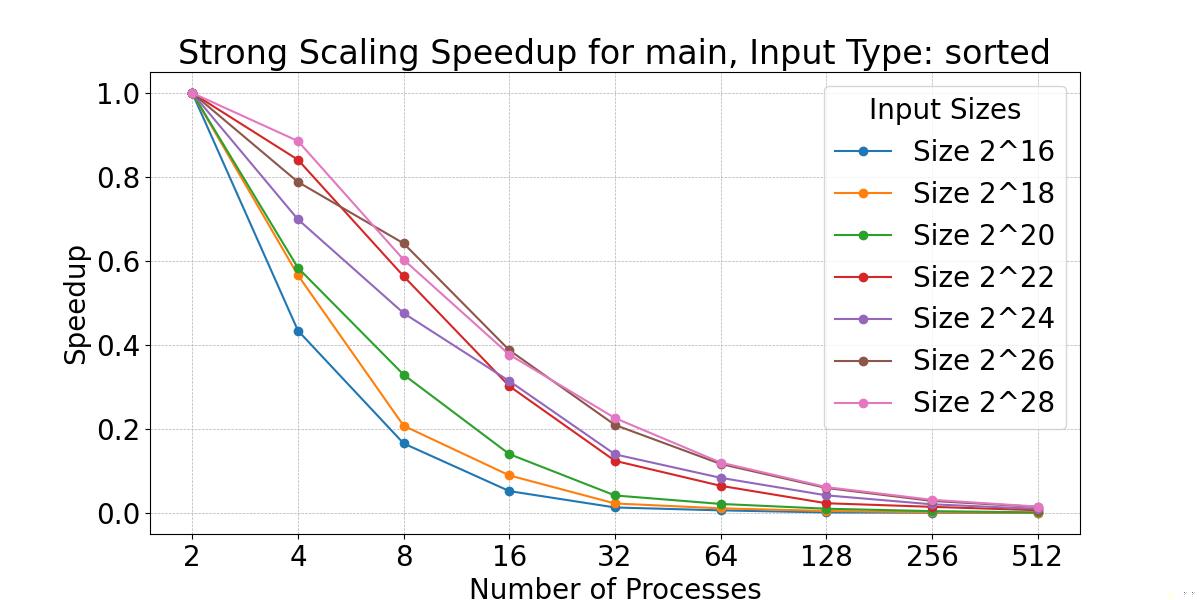 Strong Scaling Speedup for main, Input Type: sorted
Speedup
1.0
0.8
0.6
0.4
0.2
0.0
2 4 8 16 32 64 128 256 512
Number of Processes
Input Sizes
Size 2^16
Size 2^18
Size 2^20
Size 2^22
Size 2^24
Size 2^26
Size 2^28